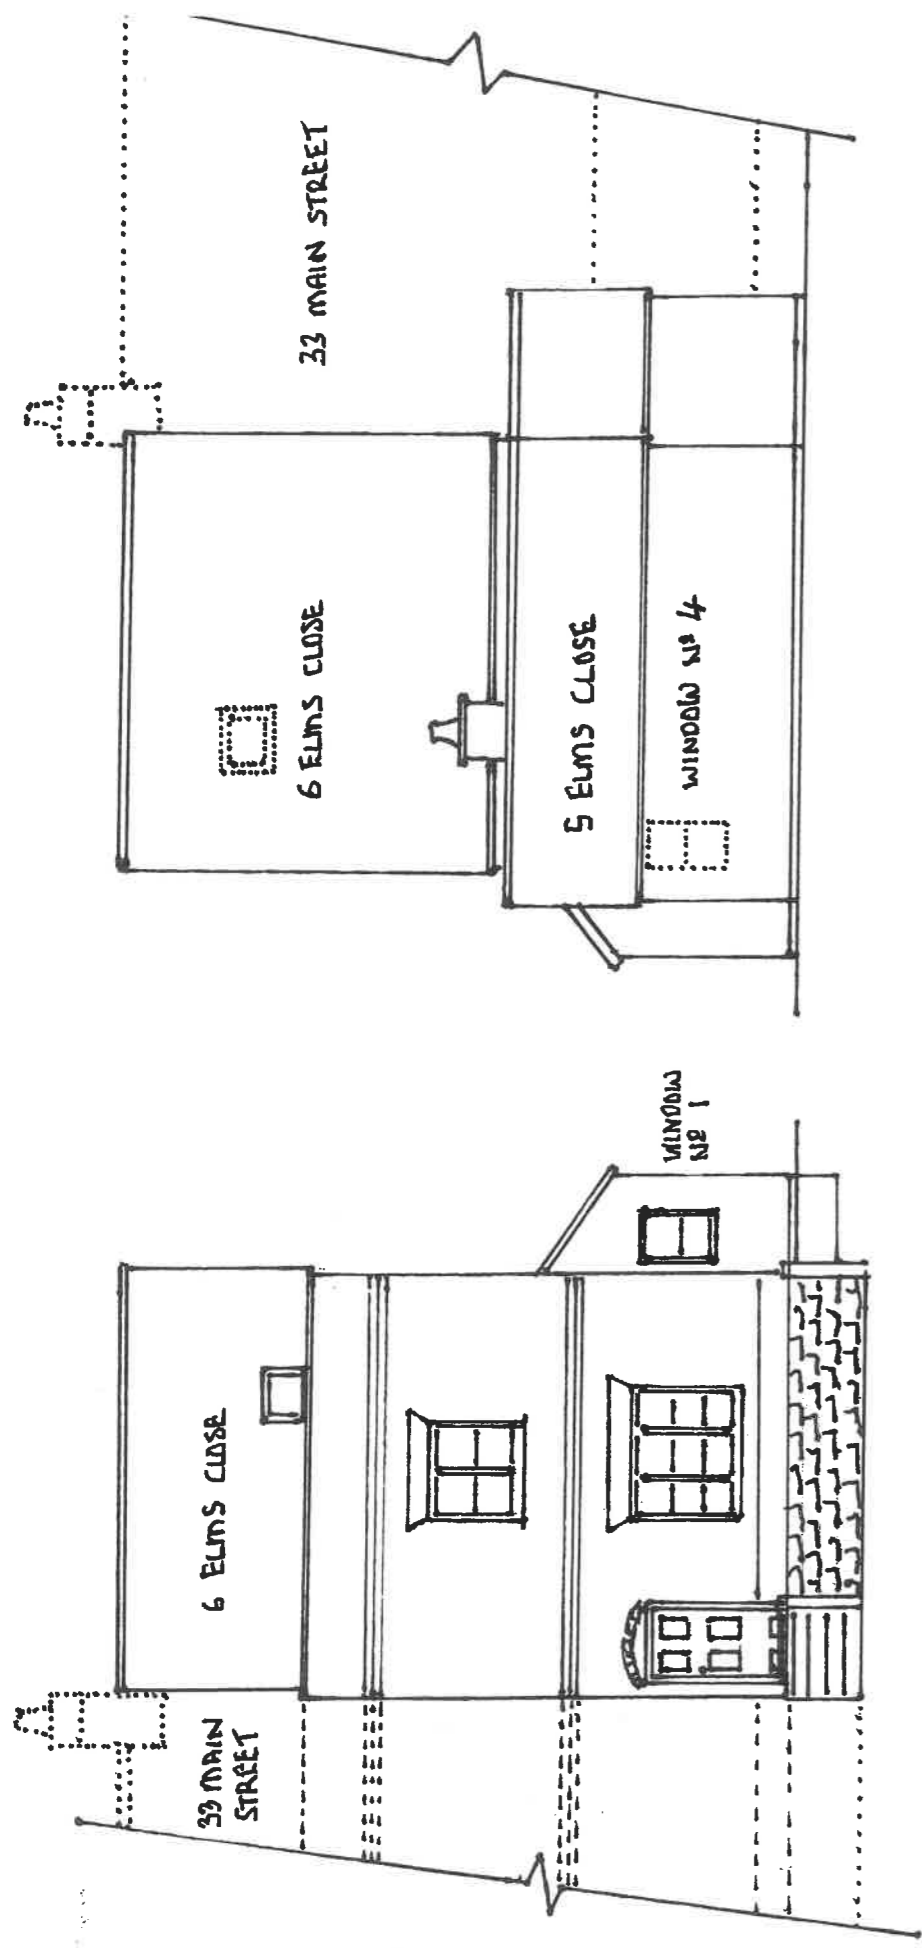 33 MAIN
STREET
6 ELMS CLOSE
WINDOW
Nº 1
6 ELMS CLOSE
33 MAIN STREET
5 ELMS CLOSE
WINDOW Nº 4